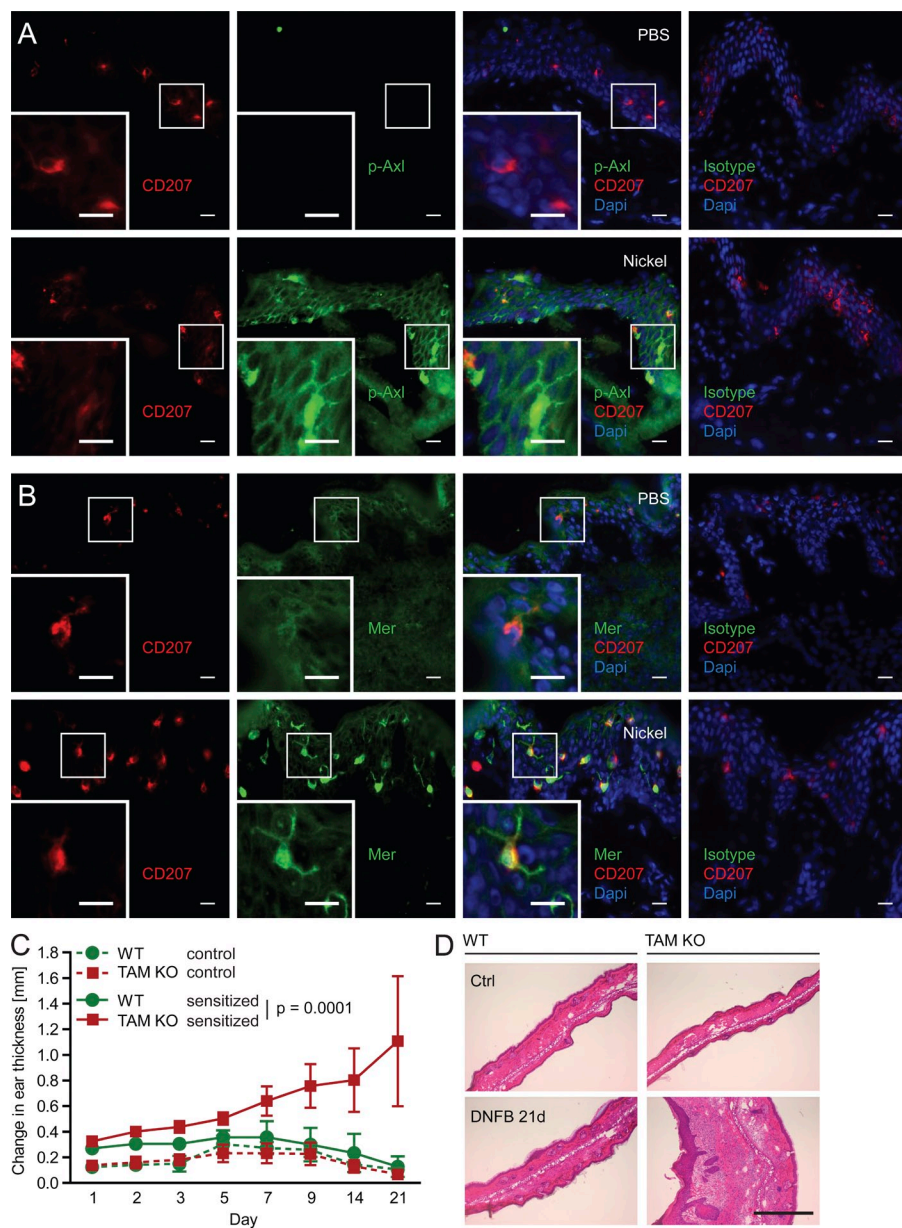 A
PBS
CD207
p-Axl
p-Axl
CD207
Dapi
Isotype
CD207
Dapi
Nickel
CD207
p-Axl
p-Axl
CD207
Dapi
Isotype
CD207
Dapi
B
PBS
CD207
Mer
Mer
CD207
Dapi
Isotype
CD207
Dapi
Nickel
CD207
Mer
Mer
CD207
Dapi
Isotype
CD207
Dapi
C
Change in ear thickness [mm]
1.8
1.6
1.4
1.2
1.0
0.8
0.6
0.4
0.2
0
WT control
TAM KO control
WT sensitized
TAM KO sensitized
p = 0.0001
1 2 3 5 7 9 14 21
Day
D
WT TAM KO
Ctrl
DNFB 21d